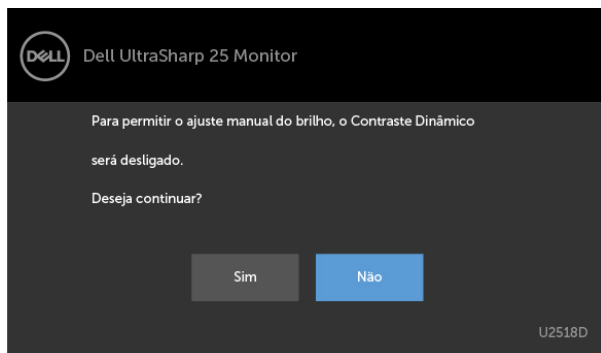 DELL
Dell UltraSharp 25 Monitor
Para permitir o ajuste manual do brilho, o Contraste Dinâmico
será desligado.
Deseja continuar?
Sim
Não
U2518D